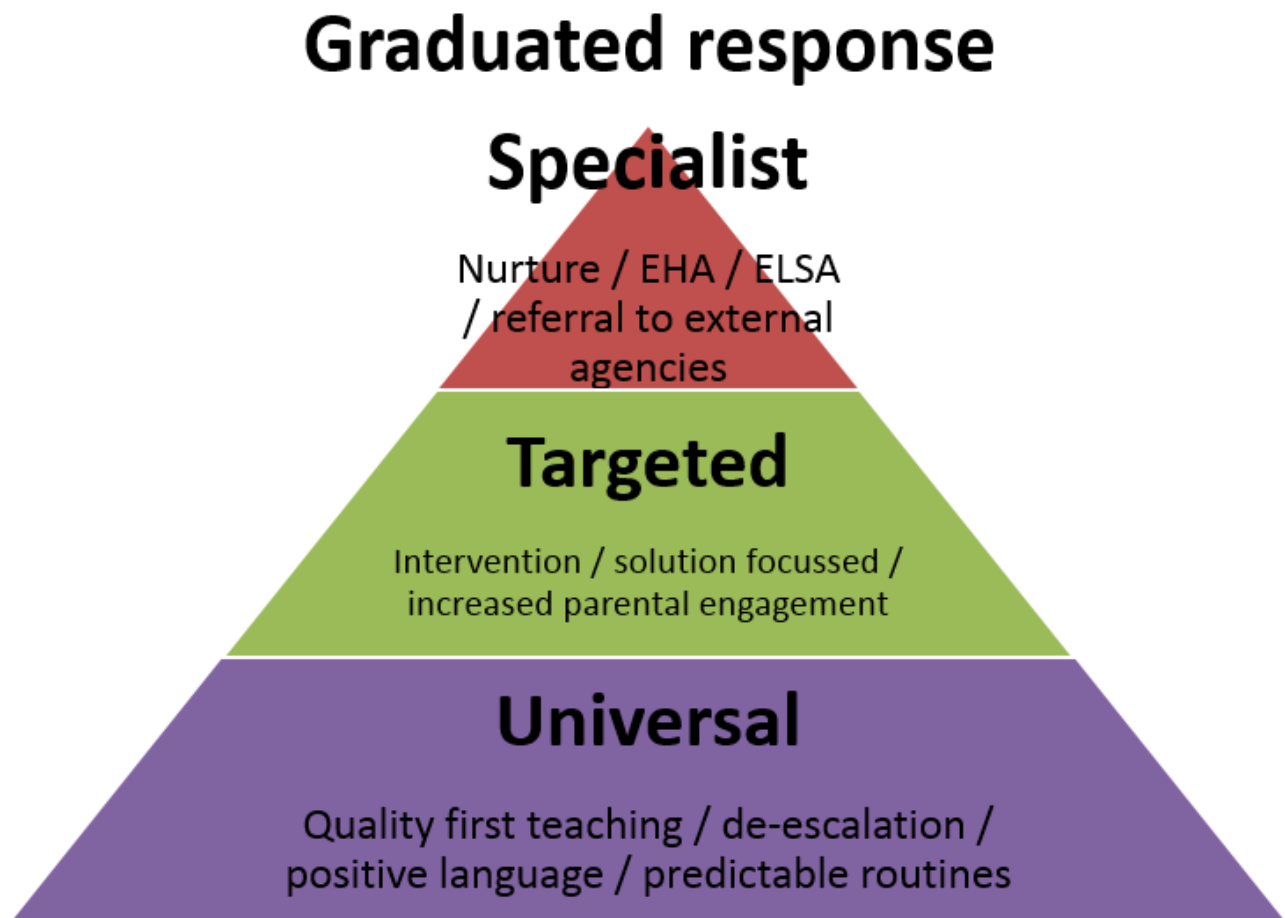 Graduated response
Specialist
Nurture / EHA / ELSA
/ referral to external
agencies
Targeted
Intervention / solution focussed /
increased parental engagement
Universal
Quality first teaching / de-escalation /
positive language / predictable routines